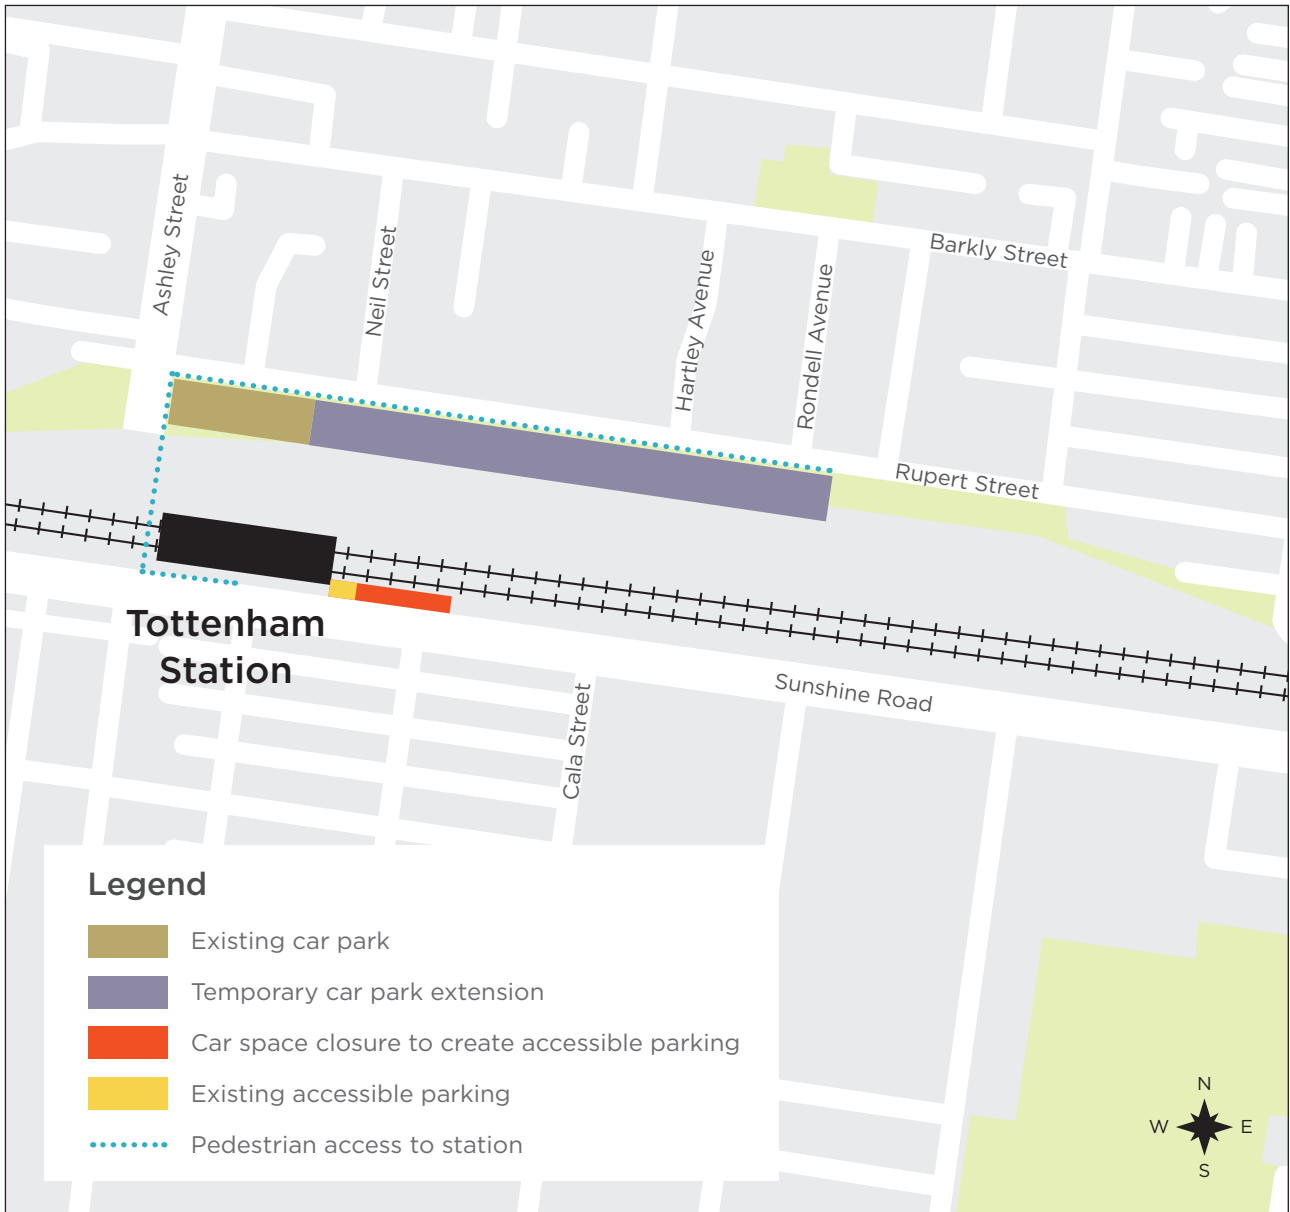 Ashley Street
Neil Street
Hartley Avenue
Rondell Avenue
Barkly Street
Rupert Street
Tottenham
Station
Sunshine Road
Cala Street
Legend
Existing car park
Temporary car park extension
Car space closure to create accessible parking
Existing accessible parking
Pedestrian access to station
N
W E
S